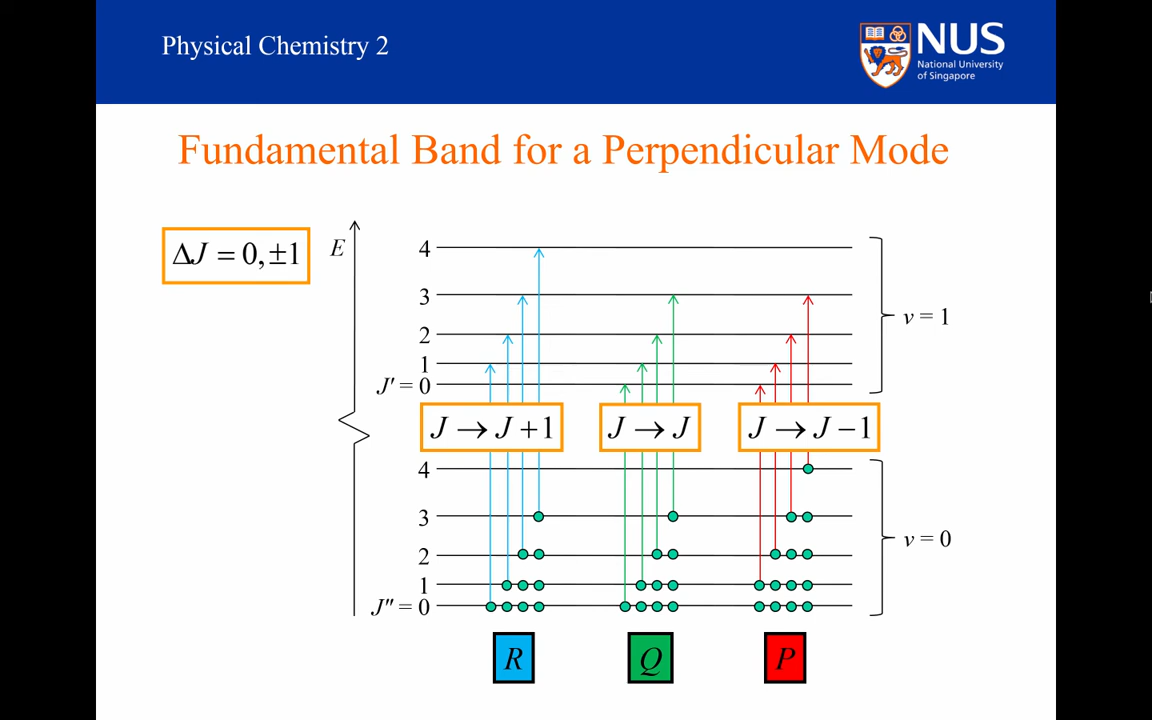 Physical Chemistry 2
NUS
National University
of Singapore
Fundamental Band for a Perpendicular Mode
ΔJ = 0, ±1
E
4
3
2
1
J′ = 0
v = 1
J → J + 1
J → J
J → J − 1
4
3
2
1
J″ = 0
v = 0
R
Q
P